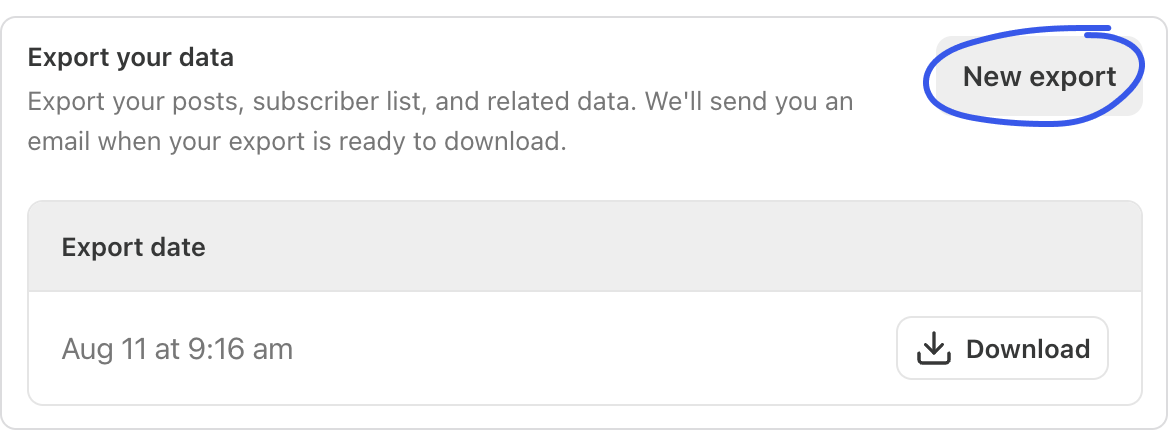 Export your data
New export
Export your posts, subscriber list, and related data. We'll send you an
email when your export is ready to download.
Export date
Aug 11 at 9:16 am
Download